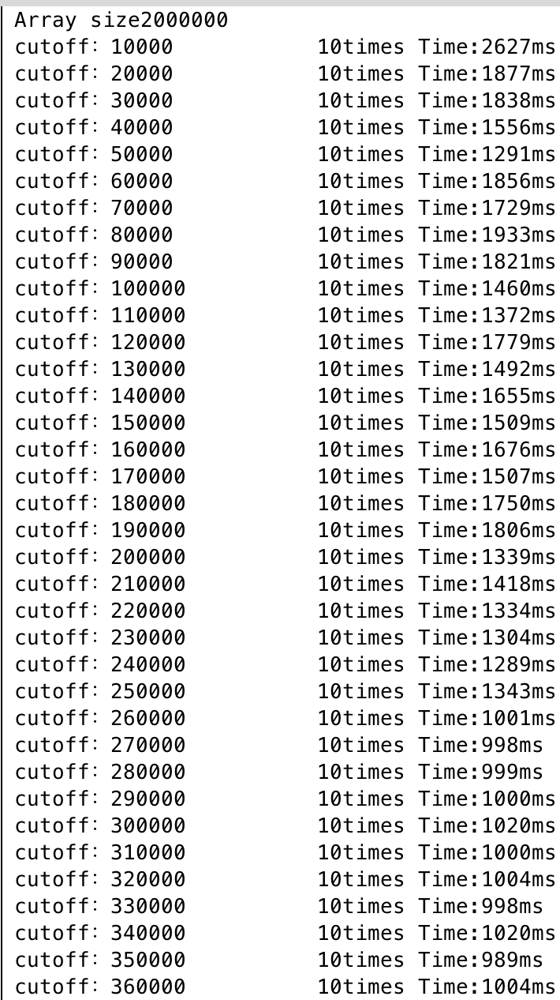 Array size2000000
cutoff: 10000 10times Time:2627ms
cutoff: 20000 10times Time:1877ms
cutoff: 30000 10times Time:1838ms
cutoff: 40000 10times Time:1556ms
cutoff: 50000 10times Time:1291ms
cutoff: 60000 10times Time:1856ms
cutoff: 70000 10times Time:1729ms
cutoff: 80000 10times Time:1933ms
cutoff: 90000 10times Time:1821ms
cutoff: 100000 10times Time:1460ms
cutoff: 110000 10times Time:1372ms
cutoff: 120000 10times Time:1779ms
cutoff: 130000 10times Time:1492ms
cutoff: 140000 10times Time:1655ms
cutoff: 150000 10times Time:1509ms
cutoff: 160000 10times Time:1676ms
cutoff: 170000 10times Time:1507ms
cutoff: 180000 10times Time:1750ms
cutoff: 190000 10times Time:1806ms
cutoff: 200000 10times Time:1339ms
cutoff: 210000 10times Time:1418ms
cutoff: 220000 10times Time:1334ms
cutoff: 230000 10times Time:1304ms
cutoff: 240000 10times Time:1289ms
cutoff: 250000 10times Time:1343ms
cutoff: 260000 10times Time:1001ms
cutoff: 270000 10times Time:998ms
cutoff: 280000 10times Time:999ms
cutoff: 290000 10times Time:1000ms
cutoff: 300000 10times Time:1020ms
cutoff: 310000 10times Time:1000ms
cutoff: 320000 10times Time:1004ms
cutoff: 330000 10times Time:998ms
cutoff: 340000 10times Time:1020ms
cutoff: 350000 10times Time:989ms
cutoff: 360000 10times Time:1004ms